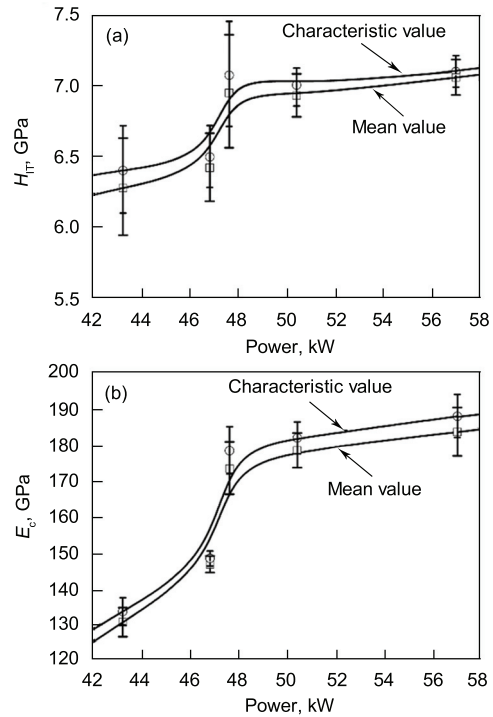 7.5
(a)
Characteristic value
7.0
H_IT, GPa
Mean value
6.5
6.0
5.5
42 44 46 48 50 52 54 56 58
Power, kW
200
(b)
Characteristic value
190
180
Mean value
170
E_c, GPa
160
150
140
130
120
42 44 46 48 50 52 54 56 58
Power, kW